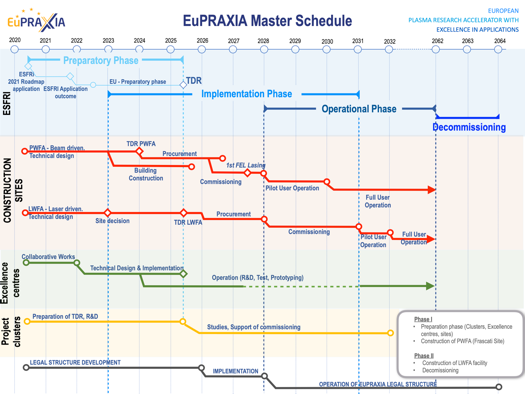 EuPRAXIA
EuPRAXIA Master Schedule
EUROPEAN
PLASMA RESEARCH ACCELERATOR WITH
EXCELLENCE IN APPLICATIONS
2020 2021 2022 2023 2024 2025 2026 2027 2028 2029 2030 2031 2032 2062 2063 2064
ESFRI
Preparatory Phase
ESFRI
2021 Roadmap
application
ESFRI Application
outcome
EU - Preparatory phase
TDR
Implementation Phase
Operational Phase
Decommissioning
CONSTRUCTION
SITES
PWFA - Beam driven.
Technical design
TDR PWFA
Procurement
Building
Construction
1st FEL Lasing
Commissioning
Pilot User Operation
Full User
Operation
LWFA - Laser driven.
Technical design
Site decision
TDR LWFA
Procurement
Commissioning
Pilot User
Operation
Full User
Operation
Excellence
centres
Collaborative Works
Technical Design & Implementation
Operation (R&D, Test, Prototyping)
Project
clusters
Preparation of TDR, R&D
Studies, Support of commissioning
LEGAL STRUCTURE DEVELOPMENT
IMPLEMENTATION
OPERATION OF EUPRAXIA LEGAL STRUCTURE
Phase I
• Preparation phase (Clusters, Excellence
centres, sites)
• Construction of PWFA (Frascati Site)
Phase II
• Construction of LWFA facility
• Decomissioning